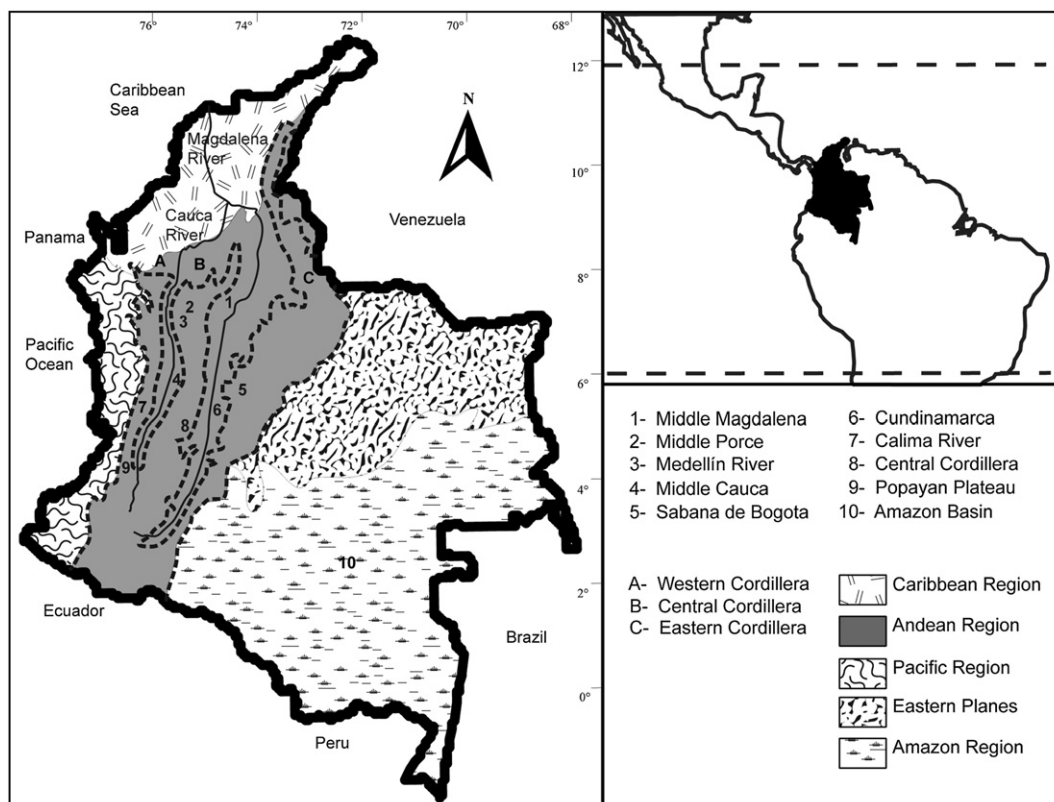 76°
74°
72°
70°
68°
Caribbean
Sea
N
Magdalena
River
Venezuela
Cauca
River
Panama
A
B
C
1
2
3
Pacific
Ocean
4
5
7
6
8
9
10
Ecuador
Brazil
Peru
12°
10°
8°
6°
4°
2°
0°
1- Middle Magdalena
2- Middle Porce
3- Medellín River
4- Middle Cauca
5- Sabana de Bogota
6- Cundinamarca
7- Calima River
8- Central Cordillera
9- Popayan Plateau
10- Amazon Basin
A- Western Cordillera
B- Central Cordillera
C- Eastern Cordillera
Caribbean Region
Andean Region
Pacific Region
Eastern Planes
Amazon Region